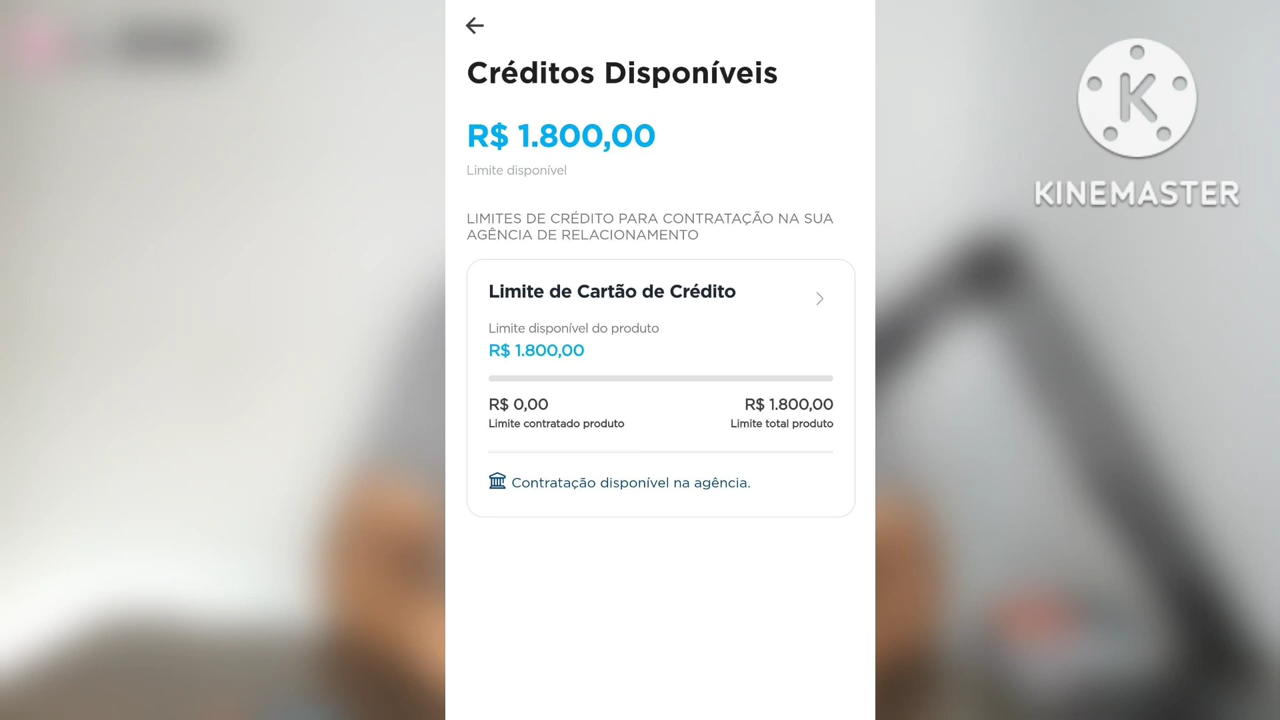 Créditos Disponíveis
R$ 1.800,00
Limite disponível
LIMITES DE CRÉDITO PARA CONTRATAÇÃO NA SUA
AGÊNCIA DE RELACIONAMENTO
Limite de Cartão de Crédito
Limite disponível do produto
R$ 1.800,00
R$ 0,00
R$ 1.800,00
Limite contratado produto
Limite total produto
Contratação disponível na agência.
K
KINEMASTER